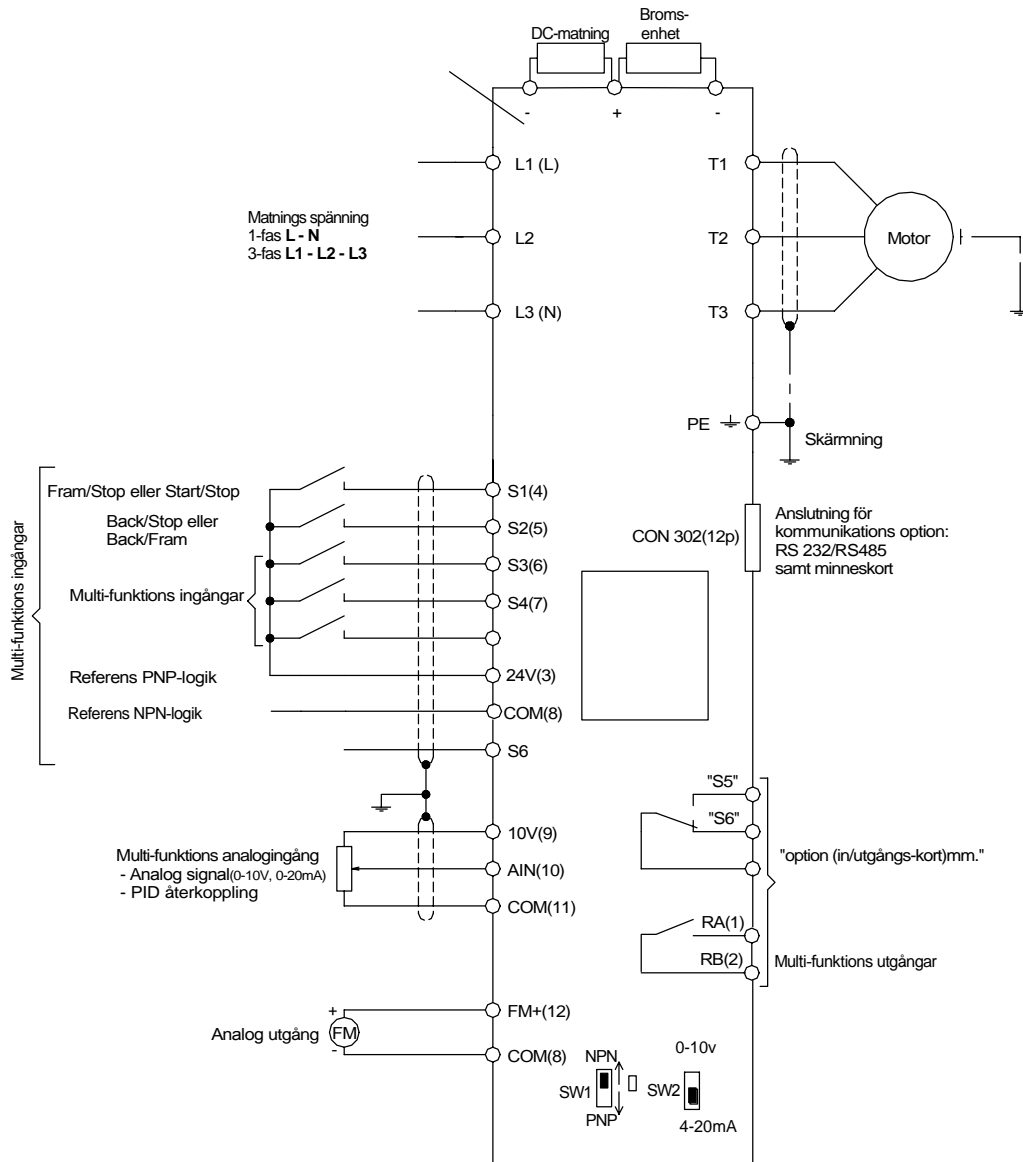 DC-matning
Broms-
enhet
-
+
-
L1 (L)
T1
Matnings spänning
1-fas L - N
3-fas L1 - L2 - L3
L2
T2
Motor
L3 (N)
T3
PE
Skärmning
Multi-funktions ingångar
Fram/Stop eller Start/Stop
S1(4)
Back/Stop eller
Back/Fram
S2(5)
S3(6)
Multi-funktions ingångar
S4(7)
CON 302(12p)
Anslutning för
kommunikations option:
RS 232/RS485
samt minneskort
Referens PNP-logik
24V(3)
Referens NPN-logik
COM(8)
S6
"S5"
"S6"
"option (in/utgångs-kort)mm."
Multi-funktions analogingång
- Analog signal(0-10V, 0-20mA)
- PID återkoppling
10V(9)
AIN(10)
COM(11)
RA(1)
RB(2)
Multi-funktions utgångar
Analog utgång
+
FM
-
FM+(12)
COM(8)
NPN
SW1
PNP
0-10v
SW2
4-20mA